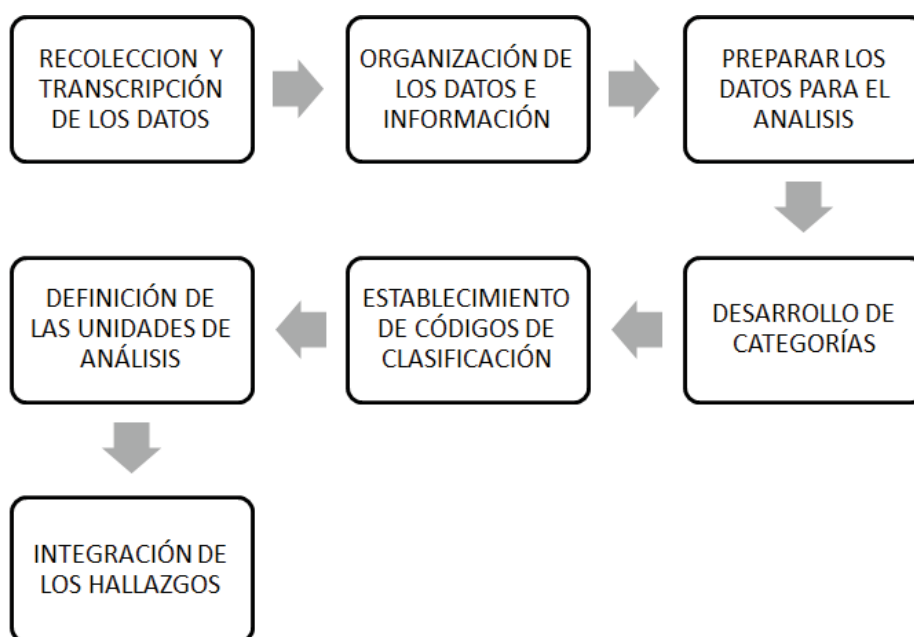 RECOLECCION Y
TRANSCRIPCIÓN
DE LOS DATOS
ORGANIZACIÓN DE
LOS DATOS E
INFORMACIÓN
PREPARAR LOS
DATOS PARA EL
ANALISIS
DESARROLLO DE
CATEGORÍAS
ESTABLECIMIENTO
DE CÓDIGOS DE
CLASIFICACIÓN
DEFINICIÓN DE
LAS UNIDADES DE
ANÁLISIS
INTEGRACIÓN DE
LOS HALLAZGOS